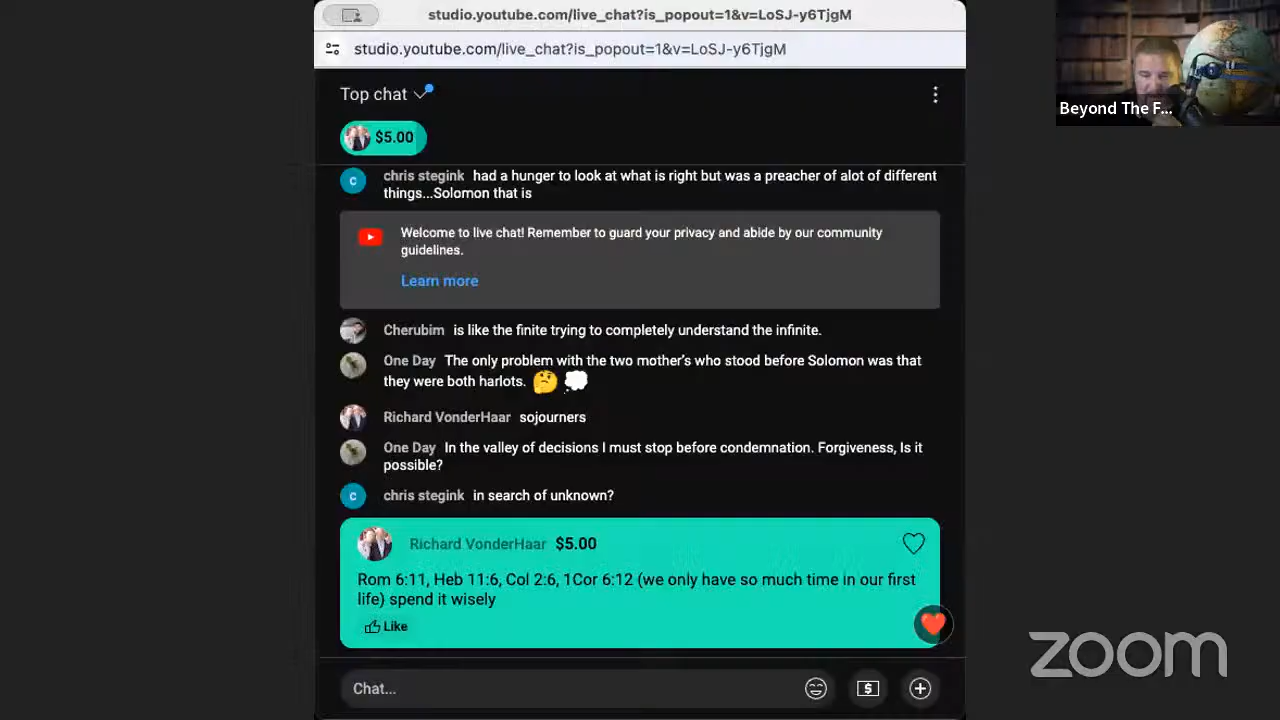 studio.youtube.com/live_chat?is_popout=1&v=LoSJ-y6TjgM
studio.youtube.com/live_chat?is_popout=1&v=LoSJ-y6TjgM
Beyond The F...
Top chat
$5.00
chris stegink had a hunger to look at what is right but was a preacher of alot of different
things...Solomon that is
Welcome to live chat! Remember to guard your privacy and abide by our community
guidelines.
Learn more
Cherubim is like the finite trying to completely understand the infinite.
One Day The only problem with the two mother's who stood before Solomon was that
they were both harlots. 🤔 💭
Richard VonderHaar sojourners
One Day In the valley of decisions I must stop before condemnation. Forgiveness, Is it
possible?
C chris stegink in search of unknown?
Richard VonderHaar $5.00
Rom 6:11, Heb 11:6, Col 2:6, 1Cor 6:12 (we only have so much time in our first
life) spend it wisely
Like
Chat...
zoom